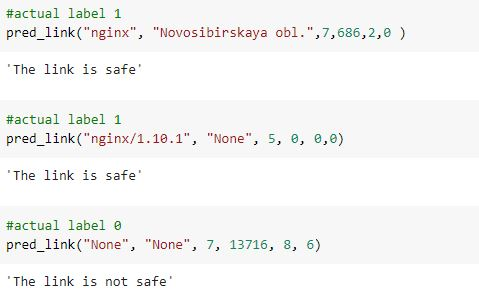 #actual label 1
pred_link("nginx", "Novosibirskaya obl.",7,686,2,0 )
'The link is safe'
#actual label 1
pred_link("nginx/1.10.1", "None", 5, 0, 0,0)
'The link is safe'
#actual label 0
pred_link("None", "None", 7, 13716, 8, 6)
'The link is not safe'